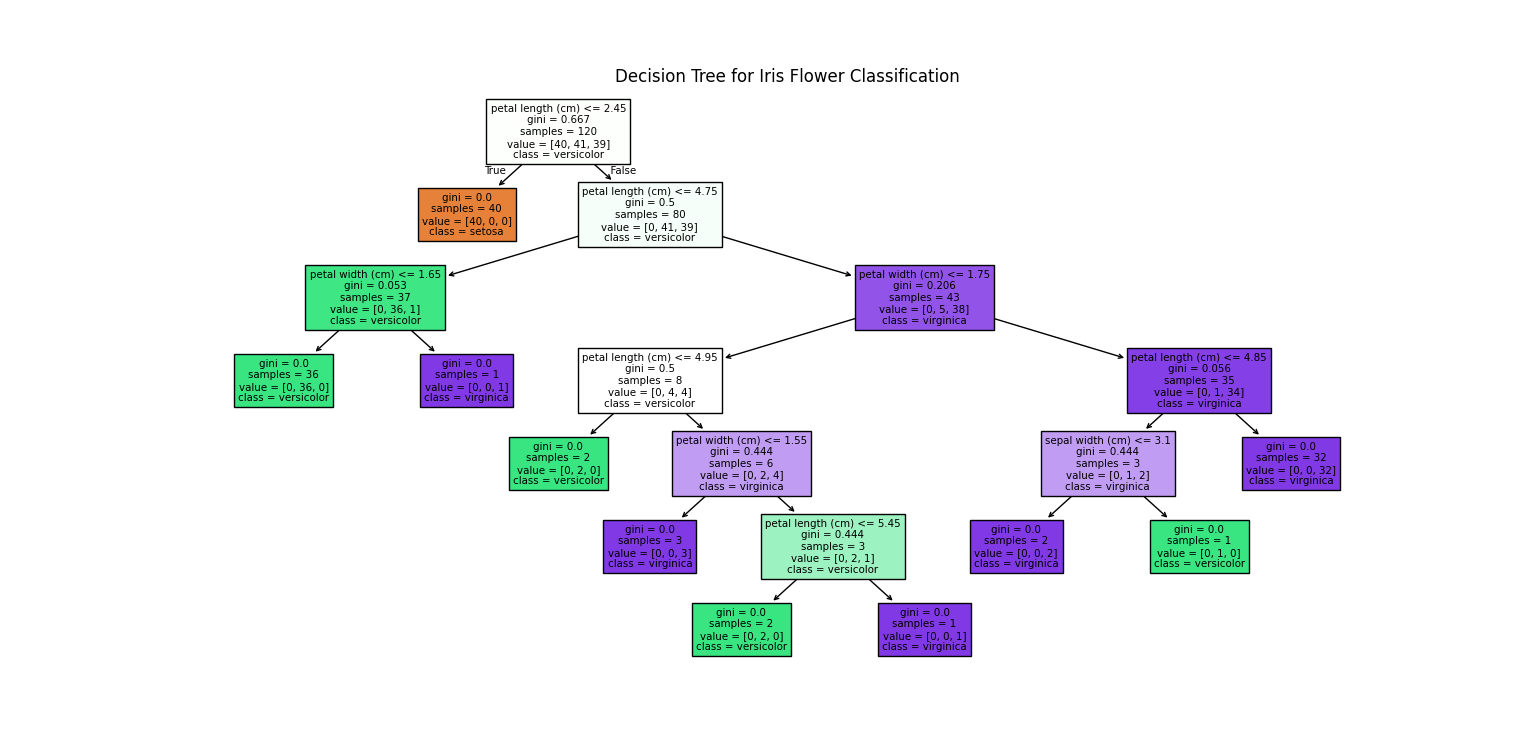 Decision Tree for Iris Flower Classification
petal length (cm) <= 2.45
gini = 0.667
samples = 120
value = [40, 41, 39]
class = versicolor
True
False
gini = 0.0
samples = 40
value = [40, 0, 0]
class = setosa
petal length (cm) <= 4.75
gini = 0.5
samples = 80
value = [0, 41, 39]
class = versicolor
petal width (cm) <= 1.65
gini = 0.053
samples = 37
value = [0, 36, 1]
class = versicolor
petal width (cm) <= 1.75
gini = 0.206
samples = 43
value = [0, 5, 38]
class = virginica
gini = 0.0
samples = 36
value = [0, 36, 0]
class = versicolor
gini = 0.0
samples = 1
value = [0, 0, 1]
class = virginica
petal length (cm) <= 4.95
gini = 0.5
samples = 8
value = [0, 4, 4]
class = versicolor
petal length (cm) <= 4.85
gini = 0.056
samples = 35
value = [0, 1, 34]
class = virginica
gini = 0.0
samples = 2
value = [0, 2, 0]
class = versicolor
petal width (cm) <= 1.55
gini = 0.444
samples = 6
value = [0, 2, 4]
class = virginica
sepal width (cm) <= 3.1
gini = 0.444
samples = 3
value = [0, 1, 2]
class = virginica
gini = 0.0
samples = 32
value = [0, 0, 32]
class = virginica
gini = 0.0
samples = 3
value = [0, 0, 3]
class = virginica
petal length (cm) <= 5.45
gini = 0.444
samples = 3
value = [0, 2, 1]
class = versicolor
gini = 0.0
samples = 2
value = [0, 0, 2]
class = virginica
gini = 0.0
samples = 1
value = [0, 1, 0]
class = versicolor
gini = 0.0
samples = 2
value = [0, 2, 0]
class = versicolor
gini = 0.0
samples = 1
value = [0, 0, 1]
class = virginica